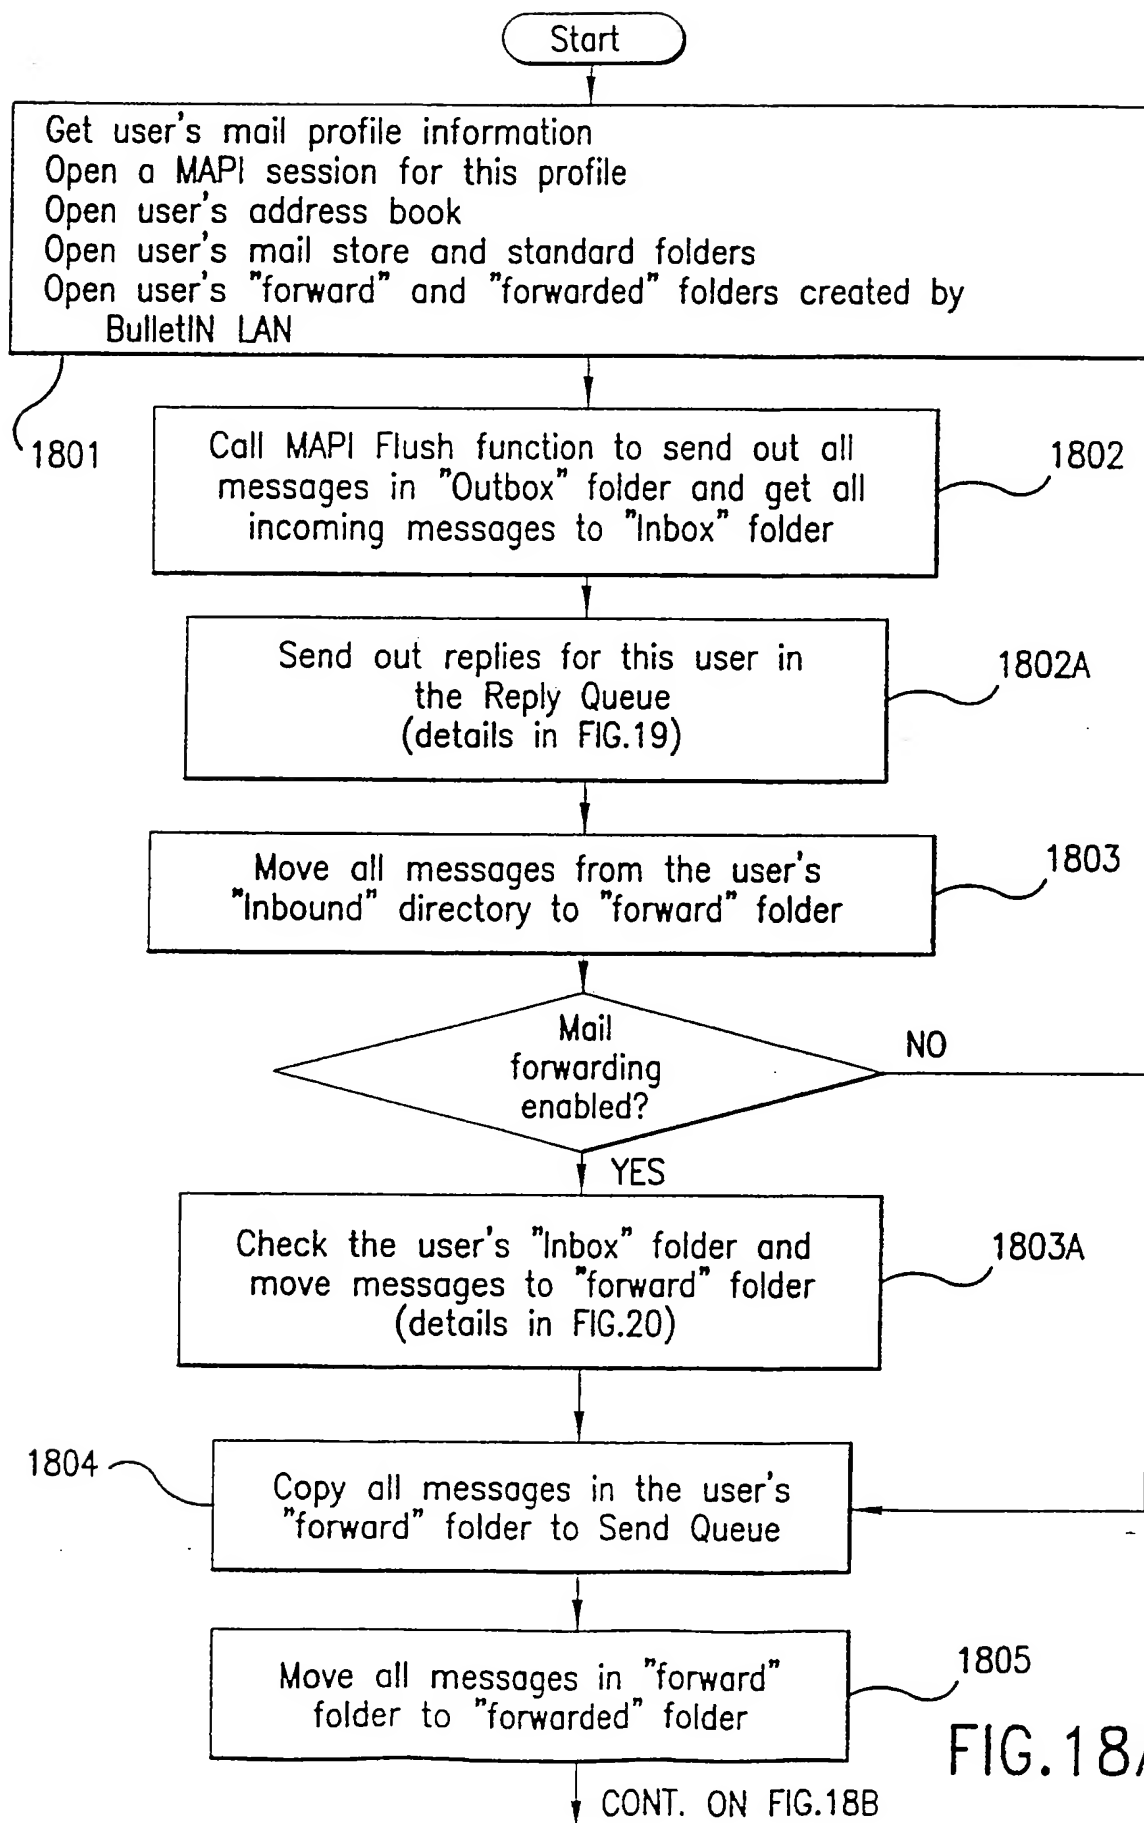 Start
Get user's mail profile information
Open a MAPI session for this profile
Open user's address book
Open user's mail store and standard folders
Open user's "forward" and "forwarded" folders created by
BulletIN LAN
1801
Call MAPI Flush function to send out all
messages in "Outbox" folder and get all
incoming messages to "Inbox" folder
1802
Send out replies for this user in
the Reply Queue
(details in FIG.19)
1802A
Move all messages from the user's
"Inbound" directory to "forward" folder
1803
Mail
forwarding
enabled?
NO
YES
Check the user's "Inbox" folder and
move messages to "forward" folder
(details in FIG.20)
1803A
1804
Copy all messages in the user's
"forward" folder to Send Queue
Move all messages in "forward"
folder to "forwarded" folder
1805
FIG.18A
CONT. ON FIG.18B